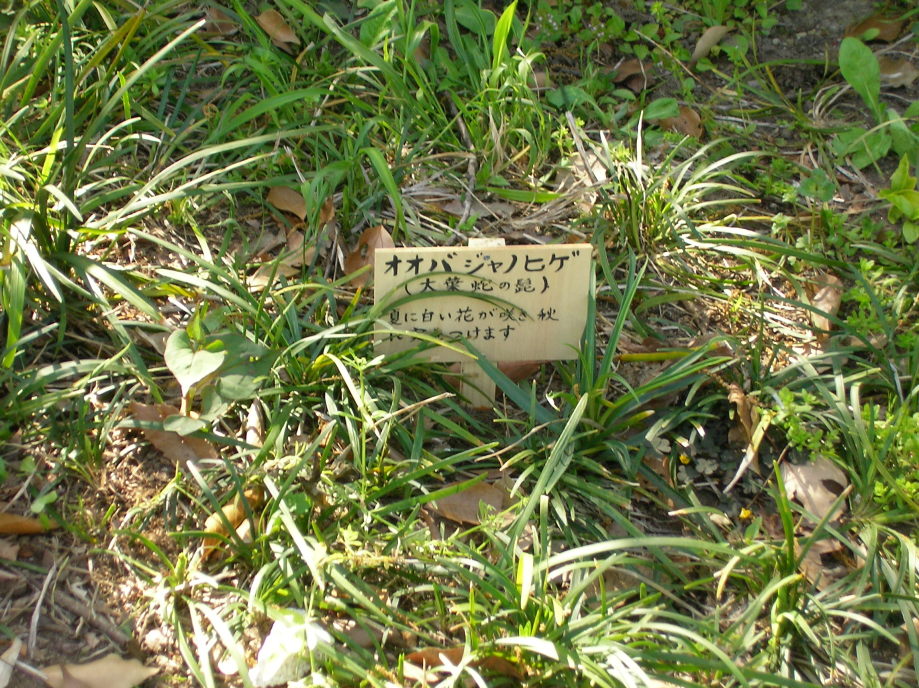 オオバジャノヒゲ
(大葉蛇の髭)
夏に白い花が咲き 秋
に つけます